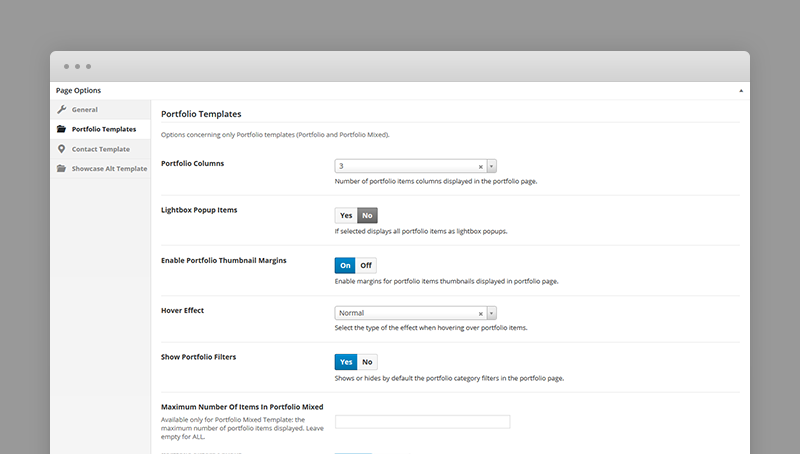 Page Options
General
Portfolio Templates
Contact Template
Showcase Alt Template
Portfolio Templates
Options concerning only Portfolio templates (Portfolio and Portfolio Mixed).
Portfolio Columns
3
Number of portfolio items columns displayed in the portfolio page.
Lightbox Popup Items
Yes No
If selected displays all portfolio items as lightbox popups.
Enable Portfolio Thumbnail Margins
On Off
Enable margins for portfolio items thumbnails displayed in portfolio page.
Hover Effect
Normal
Select the type of the effect when hovering over portfolio items.
Show Portfolio Filters
Yes No
Shows or hides by default the portfolio category filters in the portfolio page.
Maximum Number Of Items In Portfolio Mixed
Available only for Portfolio Mixed Template: the
maximum number of portfolio items displayed. Leave
empty for ALL.